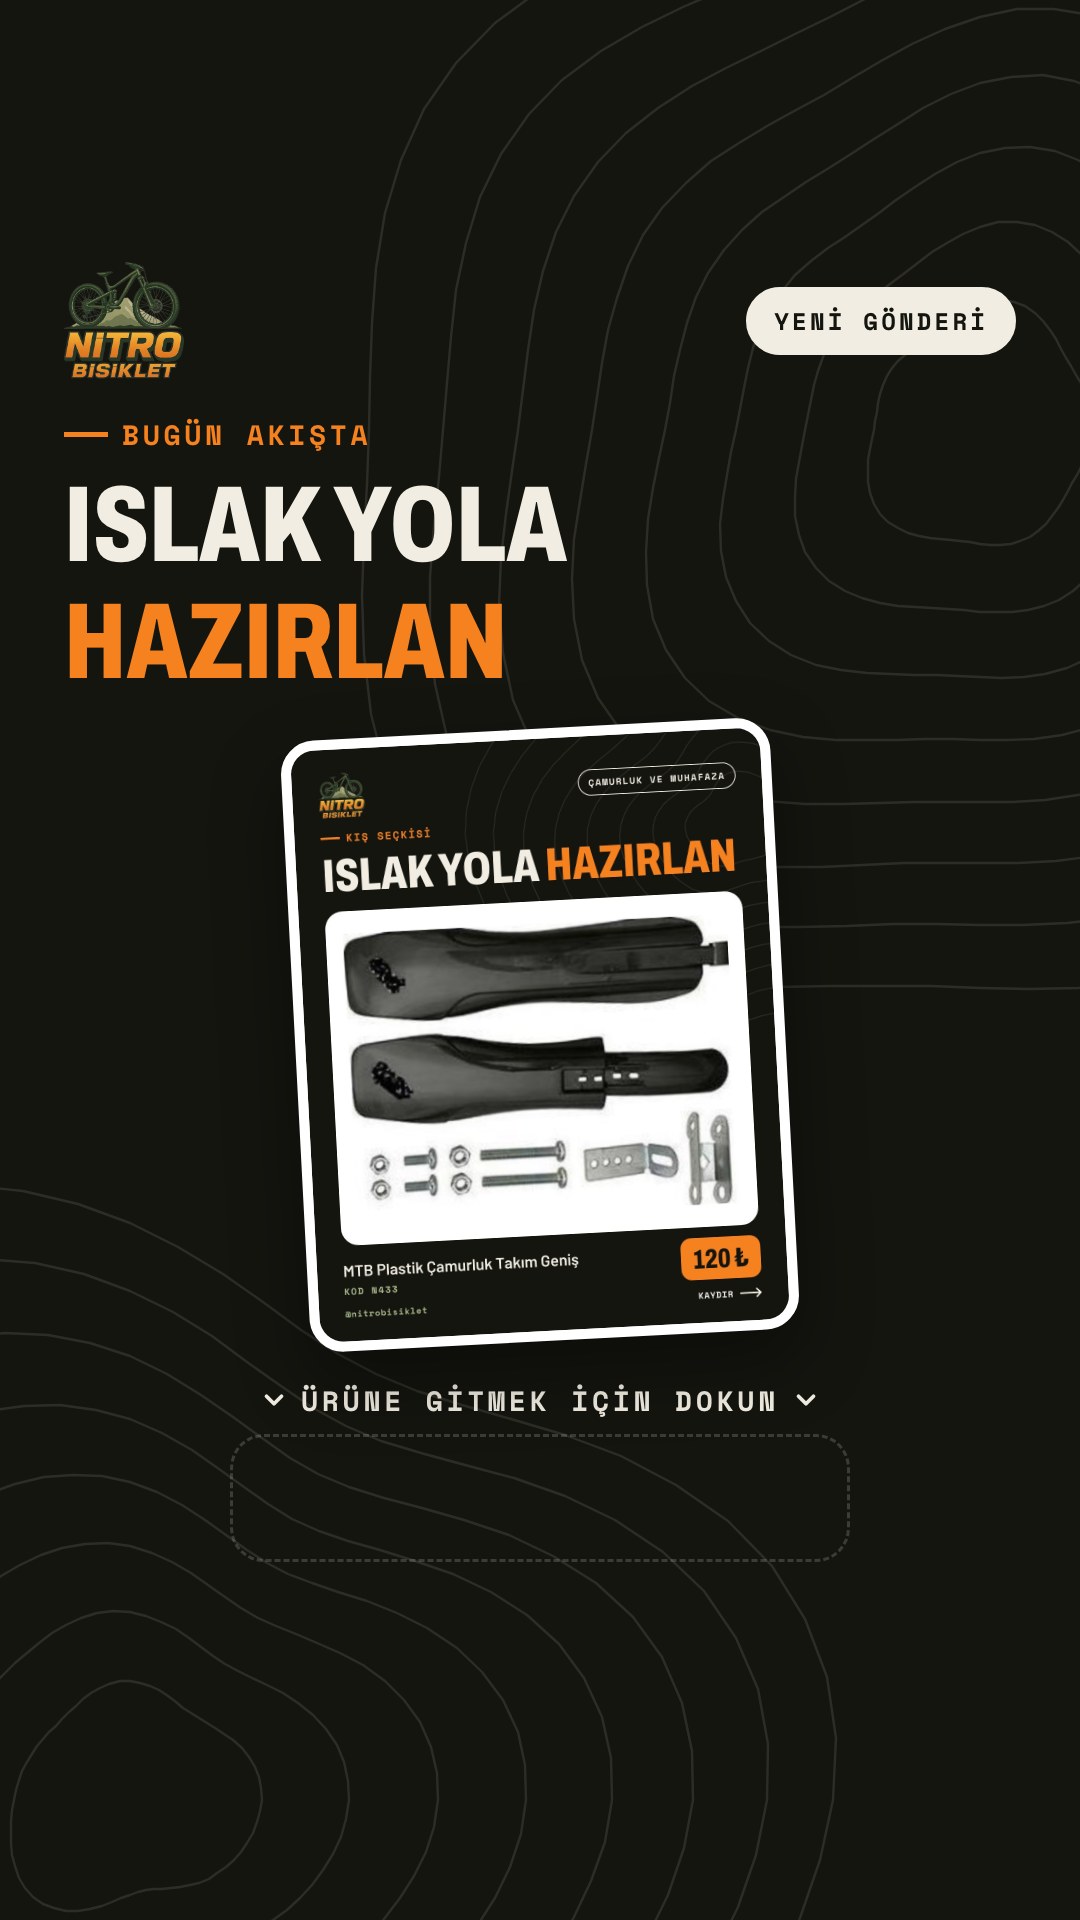 NiTRO
BiSiKLET
YENİ GÖNDERİ
BUGÜN AKIŞTA
ISLAK YOLA
HAZIRLAN
NiTRO
BiSiKLET
ÇAMURLUK VE MUHAFAZA
KIŞ SEÇKİSİ
ISLAK YOLA HAZIRLAN
MTB Plastik Çamurluk Takım Geniş
120 ₺
KOD N433
KAYDIR
@nitrobisiklet
ÜRÜNE GİTMEK İÇİN DOKUN